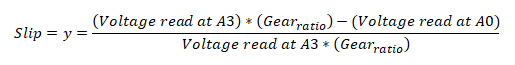 Slip = y = (Voltage read at A3) * (Gear_ratio) − (Voltage read at A0)
Voltage read at A3 * (Gear_ratio)